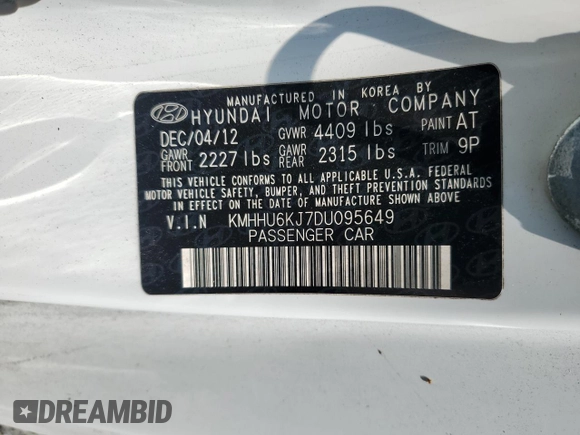 MANUFACTURED IN KOREA BY
HYUNDAI MOTOR COMPANY
DEC/04/12 GVWR 4409 lbs PAINT AT
GAWR FRONT 2227 lbs GAWR REAR 2315 lbs TRIM 9P
THIS VEHICLE CONFORMS TO ALL APPLICABLE U.S.A. FEDERAL
MOTOR VEHICLE SAFETY, BUMPER, AND THEFT PREVENTION STANDARDS
IN EFFECT ON THE DATE OF MANUFACTURE SHOWN ABOVE
V.I.N KMHHU6KJ7DU095649
PASSENGER CAR
DREAMBID